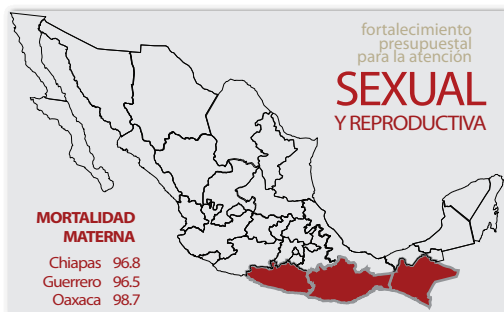 fortalecimiento
presupuestal
para la atención
SEXUAL
Y REPRODUCTIVA
MORTALIDAD
MATERNA
Chiapas 96.8
Guerrero 96.5
Oaxaca 98.7